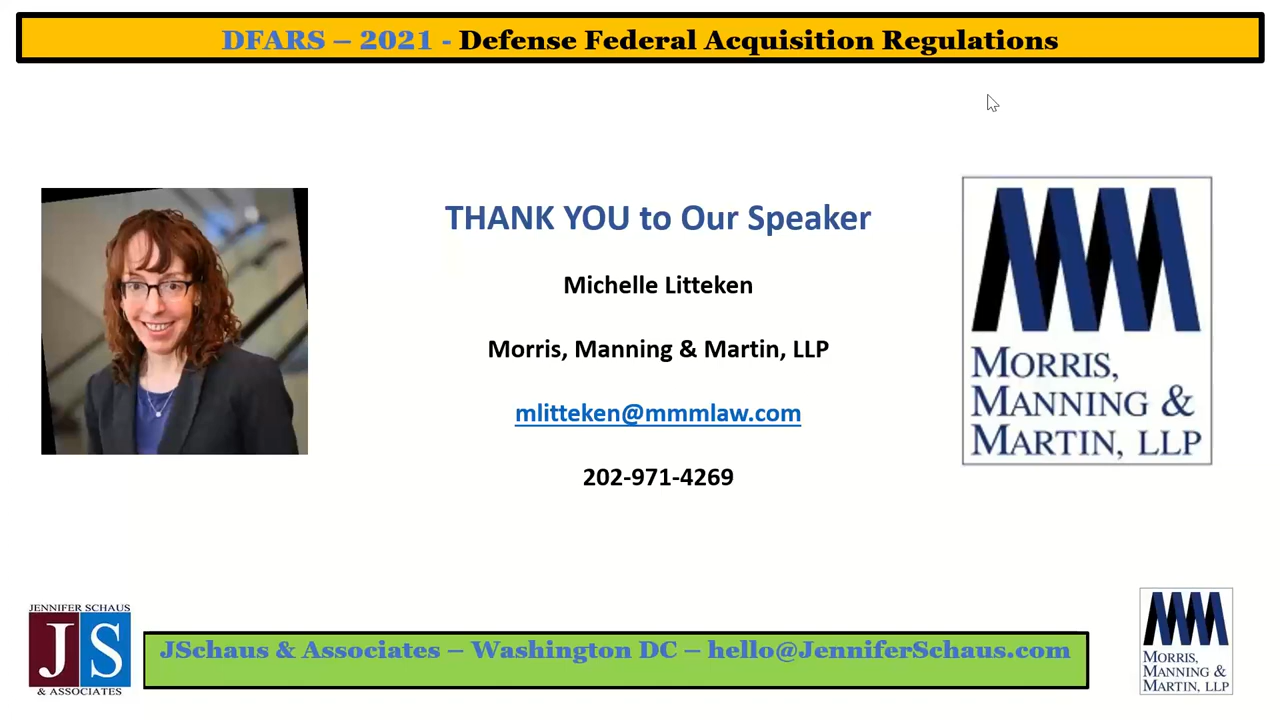 DFARS – 2021 - Defense Federal Acquisition Regulations
THANK YOU to Our Speaker
Michelle Litteken
Morris, Manning & Martin, LLP
mlitteken@mmmlaw.com
202-971-4269
MORRIS,
MANNING &
MARTIN, LLP
JENNIFER SCHAUS
JS
& ASSOCIATES
JSchaus & Associates – Washington DC – hello@JenniferSchaus.com
MORRIS,
MANNING &
MARTIN, LLP